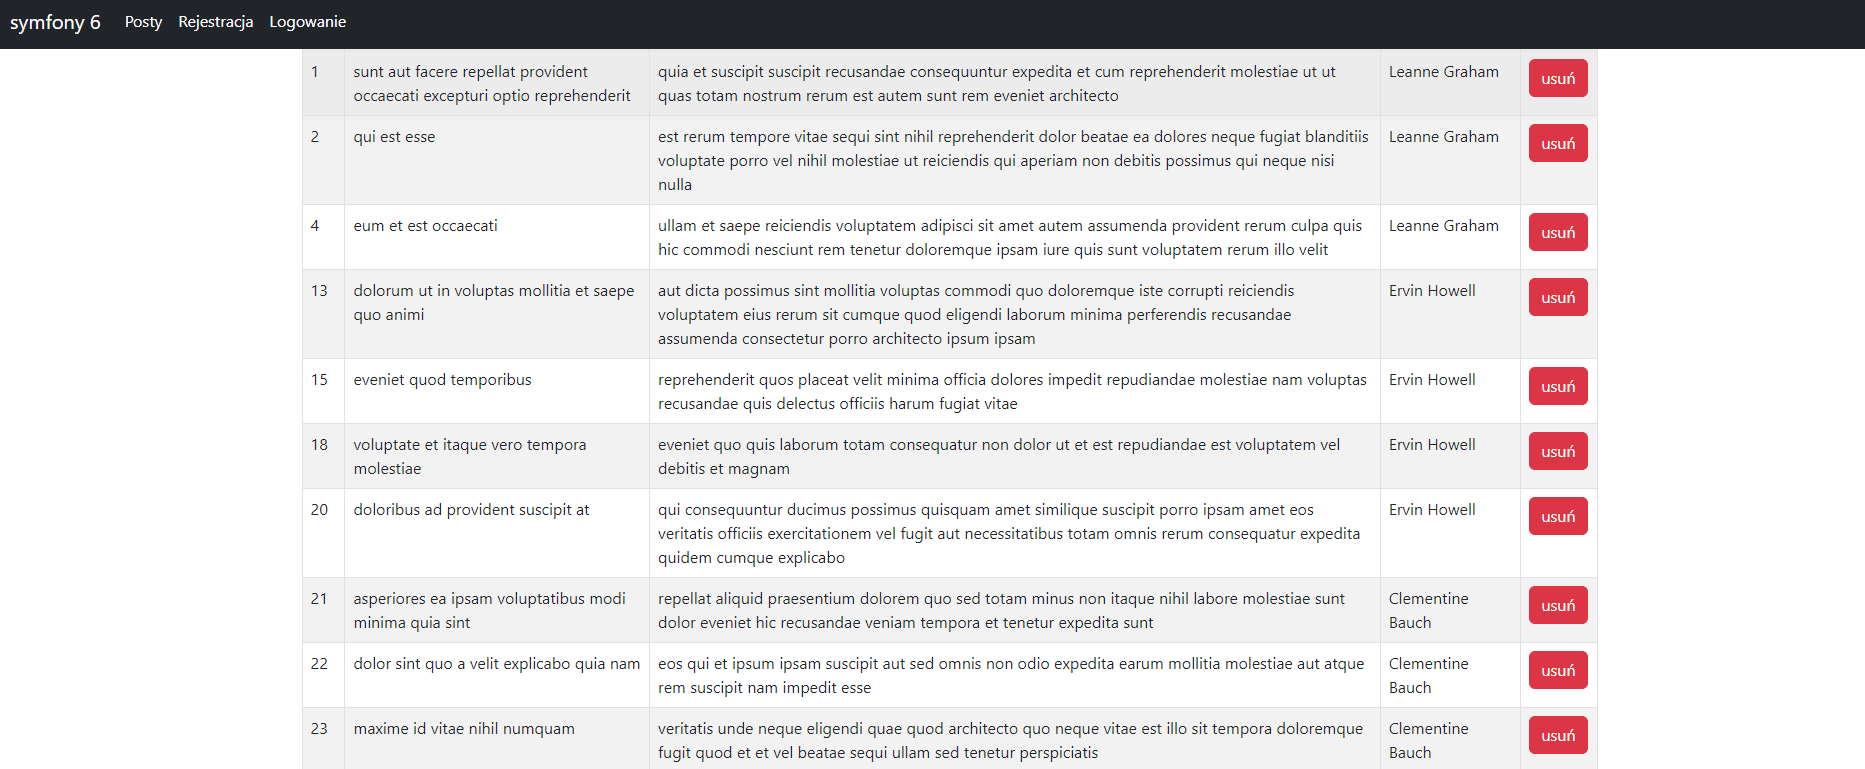 symfony 6 Posty Rejestracja Logowanie
1 sunt aut facere repellat provident quia et suscipit suscipit recusandae consequuntur expedita et cum reprehenderit molestiae ut ut Leanne Graham usuń
occaecati excepturi optio reprehenderit quas totam nostrum rerum est autem sunt rem eveniet architecto
2 qui est esse est rerum tempore vitae sequi sint nihil reprehenderit dolor beatae ea dolores neque fugiat blanditiis Leanne Graham usuń
voluptate porro vel nihil molestiae ut reiciendis qui aperiam non debitis possimus qui neque nisi
nulla
4 eum et est occaecati ullam et saepe reiciendis voluptatem adipisci sit amet autem assumenda provident rerum culpa quis Leanne Graham usuń
hic commodi nesciunt rem tenetur doloremque ipsam iure quis sunt voluptatem rerum illo velit
13 dolorum ut in voluptas mollitia et saepe aut dicta possimus sint mollitia voluptas commodi quo doloremque iste corrupti reiciendis Ervin Howell usuń
quo animi voluptatem eius rerum sit cumque quod eligendi laborum minima perferendis recusandae
assumenda consectetur porro architecto ipsum ipsam
15 eveniet quod temporibus reprehenderit quos placeat velit minima officia dolores impedit repudiandae molestiae nam voluptas Ervin Howell usuń
recusandae quis delectus officiis harum fugiat vitae
18 voluptate et itaque vero tempora eveniet quo quis laborum totam consequatur non dolor ut et est repudiandae est voluptatem vel Ervin Howell usuń
molestiae debitis et magnam
20 doloribus ad provident suscipit at qui consequuntur ducimus possimus quisquam amet similique suscipit porro ipsam amet eos Ervin Howell usuń
veritatis officiis exercitationem vel fugit aut necessitatibus totam omnis rerum consequatur expedita
quidem cumque explicabo
21 asperiores ea ipsam voluptatibus modi repellat aliquid praesentium dolorem quo sed totam minus non itaque nihil labore molestiae sunt Clementine usuń
minima quia sint dolor eveniet hic recusandae veniam tempora et tenetur expedita sunt Bauch
22 dolor sint quo a velit explicabo quia nam eos qui et ipsum ipsam suscipit aut sed omnis non odio expedita earum mollitia molestiae aut atque Clementine usuń
rem suscipit nam impedit esse Bauch
23 maxime id vitae nihil numquam veritatis unde neque eligendi quae quod architecto quo neque vitae est illo sit tempora doloremque Clementine usuń
fugit quod et et vel beatae sequi ullam sed tenetur perspiciatis Bauch